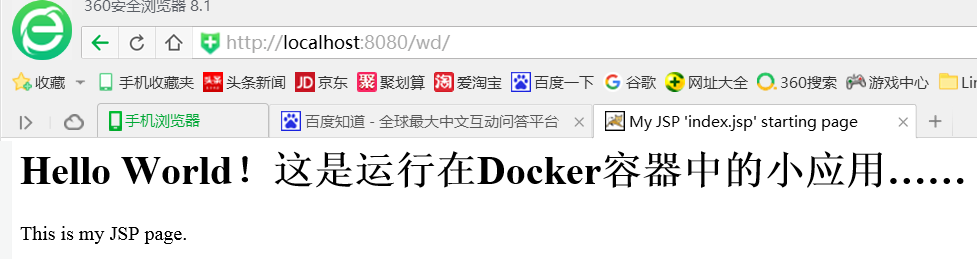 360安全浏览器 8.1
http://localhost:8080/wd/
收藏 手机收藏夹 头条新闻 JD 京东 聚 聚划算 淘 爱淘宝 百度一下 G 谷歌 网址大全 360搜索 游戏中心 Lin
手机浏览器 百度知道 - 全球最大中文互动问答平台 × My JSP 'index.jsp' starting page × +
Hello World！这是运行在Docker容器中的小应用……
This is my JSP page.